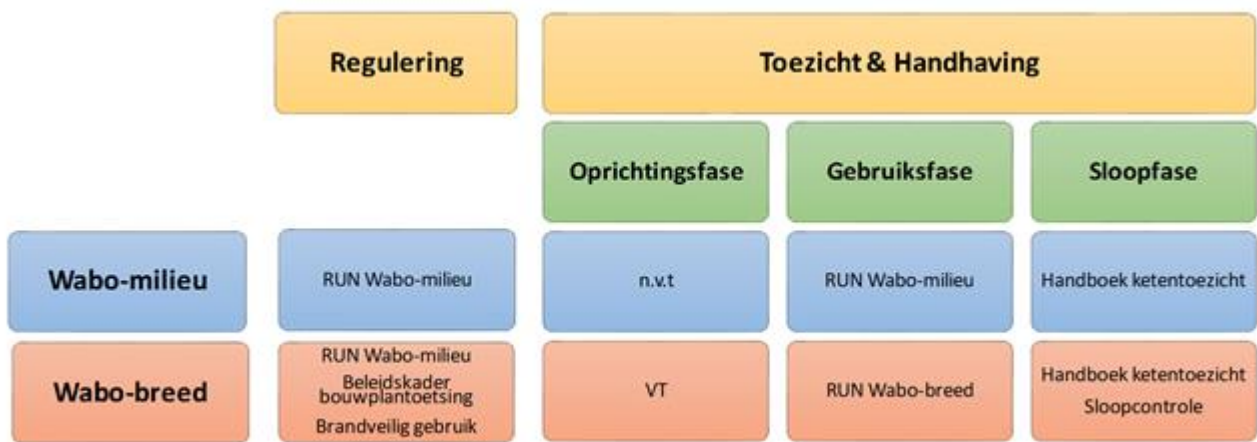 Regulering
Toezicht & Handhaving
Oprichtingsfase
Gebruiksfase
Sloopfase
Wabo-milieu
RUN Wabo-milieu
n.v.t
RUN Wabo-milieu
Handboek ketentoezicht
Wabo-breed
RUN Wabo-milieu
Beleidskader
bouwplantoetsing
Brandveilig gebruik
VT
RUN Wabo-breed
Handboek ketentoezicht
Sloopcontrole